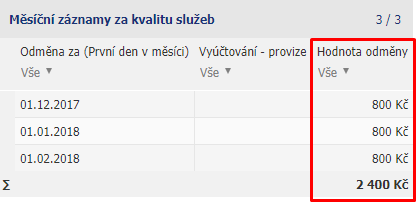 Měsíční záznamy za kvalitu služeb 3 / 3
Odměna za (První den v měsíci) Vyúčtování - provize Hodnota odměny
Vše Vše Vše
01.12.2017 800 Kč
01.01.2018 800 Kč
01.02.2018 800 Kč
Σ 2 400 Kč